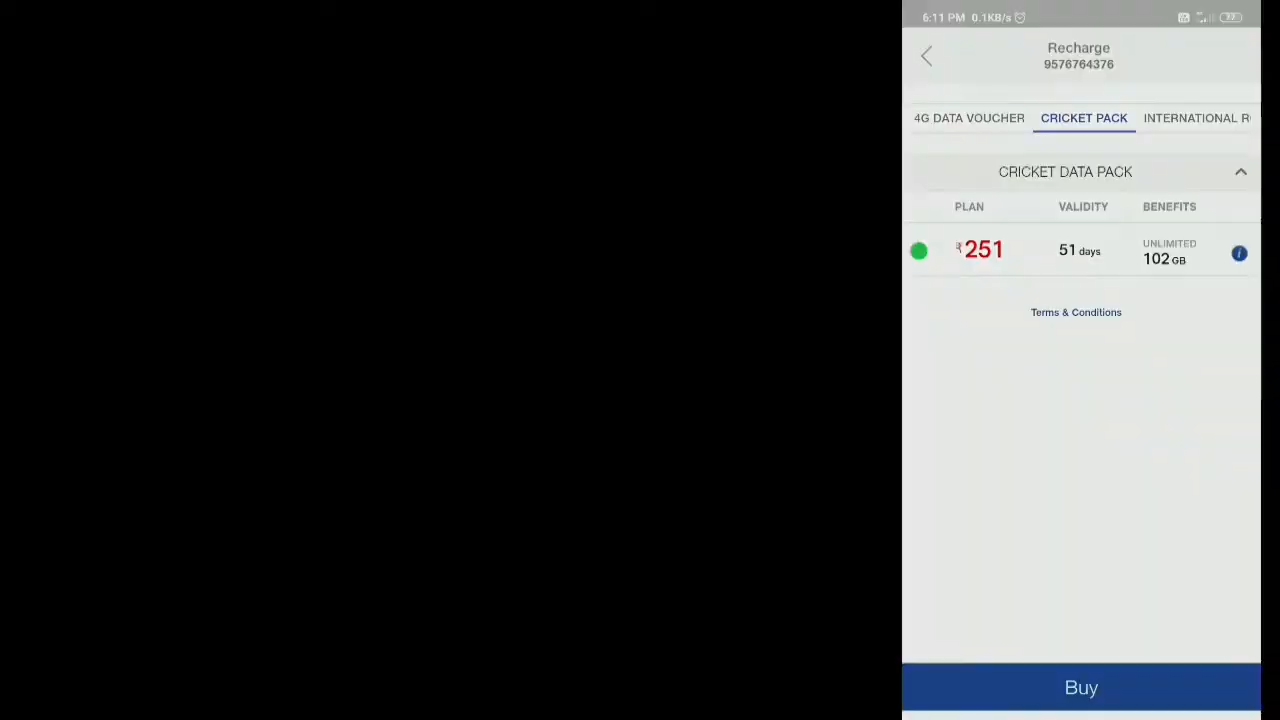 6:11 PM 0.1KB/s
Recharge
9576764376
4G DATA VOUCHER CRICKET PACK INTERNATIONAL R
CRICKET DATA PACK
PLAN VALIDITY BENEFITS
₹251 51 days UNLIMITED
102 GB
Terms & Conditions
Buy